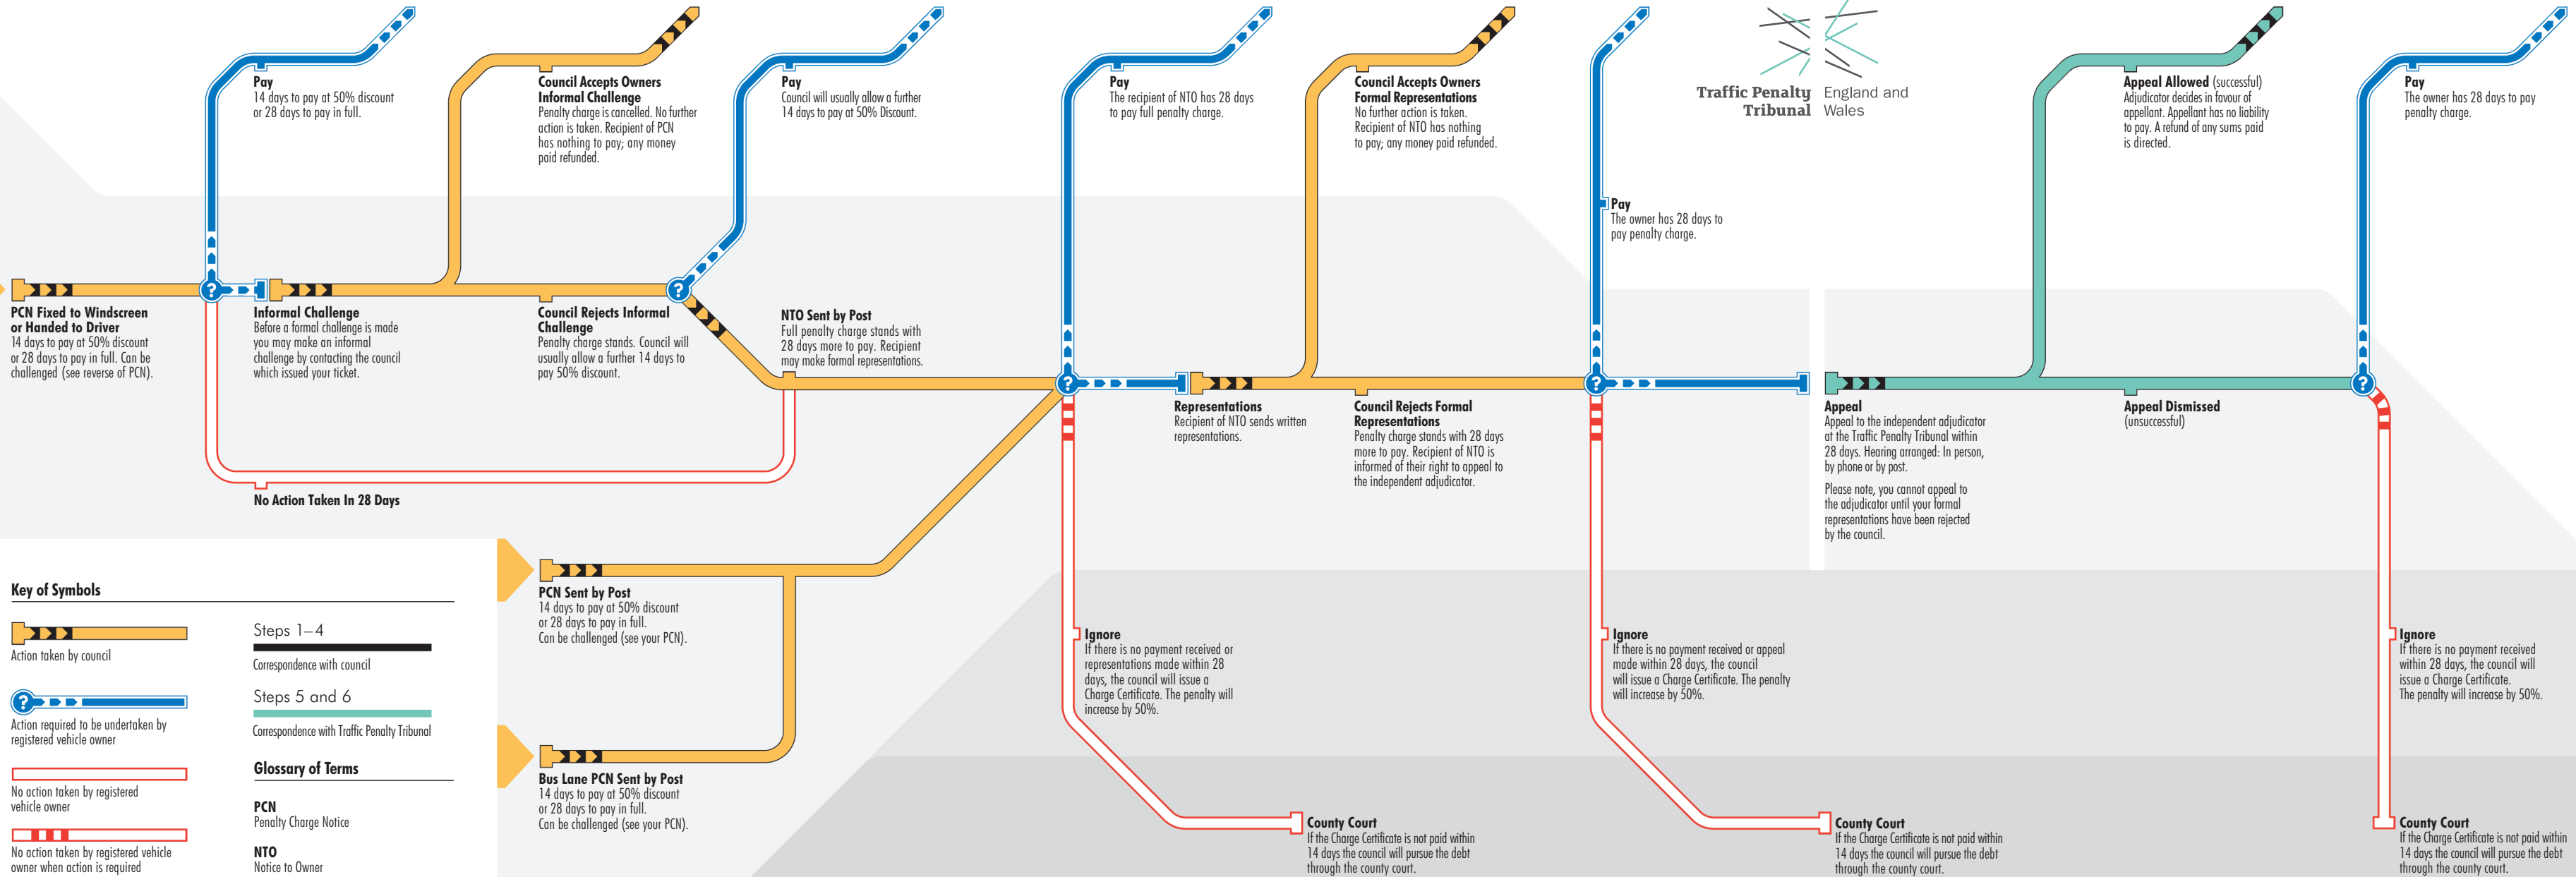 Pay
14 days to pay at 50% discount
or 28 days to pay in full.
Council Accepts Owners
Informal Challenge
Penalty charge is cancelled. No further
action is taken. Recipient of PCN
has nothing to pay; any money
paid refunded.
Pay
Council will usually allow a further
14 days to pay at 50% Discount.
Pay
The recipient of NTO has 28 days
to pay full penalty charge.
Council Accepts Owners
Formal Representations
No further action is taken.
Recipient of NTO has nothing
to pay; any money paid refunded.
Pay
The owner has 28 days to
pay penalty charge.
Traffic Penalty
Tribunal
England and
Wales
Appeal Allowed (successful)
Adjudicator decides in favour of
appellant. Appellant has no liability
to pay. A refund of any sums paid
is directed.
Pay
The owner has 28 days to pay
penalty charge.
?
?
PCN Fixed to Windscreen
or Handed to Driver
14 days to pay at 50% discount
or 28 days to pay in full. Can be
challenged (see reverse of PCN).
Informal Challenge
Before a formal challenge is made
you may make an informal
challenge by contacting the council
which issued your ticket.
Council Rejects Informal
Challenge
Penalty charge stands. Council will
usually allow a further 14 days to
pay 50% discount.
NTO Sent by Post
Full penalty charge stands with
28 days more to pay. Recipient
may make formal representations.
?
?
?
Representations
Recipient of NTO sends written
representations.
Council Rejects Formal
Representations
Penalty charge stands with 28 days
more to pay. Recipient of NTO is
informed of their right to appeal to
the independent adjudicator.
Appeal
Appeal to the independent adjudicator
at the Traffic Penalty Tribunal within
28 days. Hearing arranged: In person,
by phone or by post.
Please note, you cannot appeal to
the adjudicator until your formal
representations have been rejected
by the council.
Appeal Dismissed
(unsuccessful)
No Action Taken In 28 Days
PCN Sent by Post
14 days to pay at 50% discount
or 28 days to pay in full.
Can be challenged (see your PCN).
Bus Lane PCN Sent by Post
14 days to pay at 50% discount
or 28 days to pay in full.
Can be challenged (see your PCN).
Ignore
If there is no payment received or
representations made within 28
days, the council will issue a
Charge Certificate. The penalty will
increase by 50%.
Ignore
If there is no payment received or appeal
made within 28 days, the council
will issue a Charge Certificate. The penalty
will increase by 50%.
Ignore
If there is no payment received
within 28 days, the council will
issue a Charge Certificate.
The penalty will increase by 50%.
County Court
If the Charge Certificate is not paid within
14 days the council will pursue the debt
through the county court.
County Court
If the Charge Certificate is not paid within
14 days the council will pursue the debt
through the county court.
County Court
If the Charge Certificate is not paid within
14 days the council will pursue the debt
through the county court.
Key of Symbols
Action taken by council
?
Action required to be undertaken by
registered vehicle owner
No action taken by registered
vehicle owner
No action taken by registered vehicle
owner when action is required
Steps 1–4
Correspondence with council
Steps 5 and 6
Correspondence with Traffic Penalty Tribunal
Glossary of Terms
PCN
Penalty Charge Notice
NTO
Notice to Owner